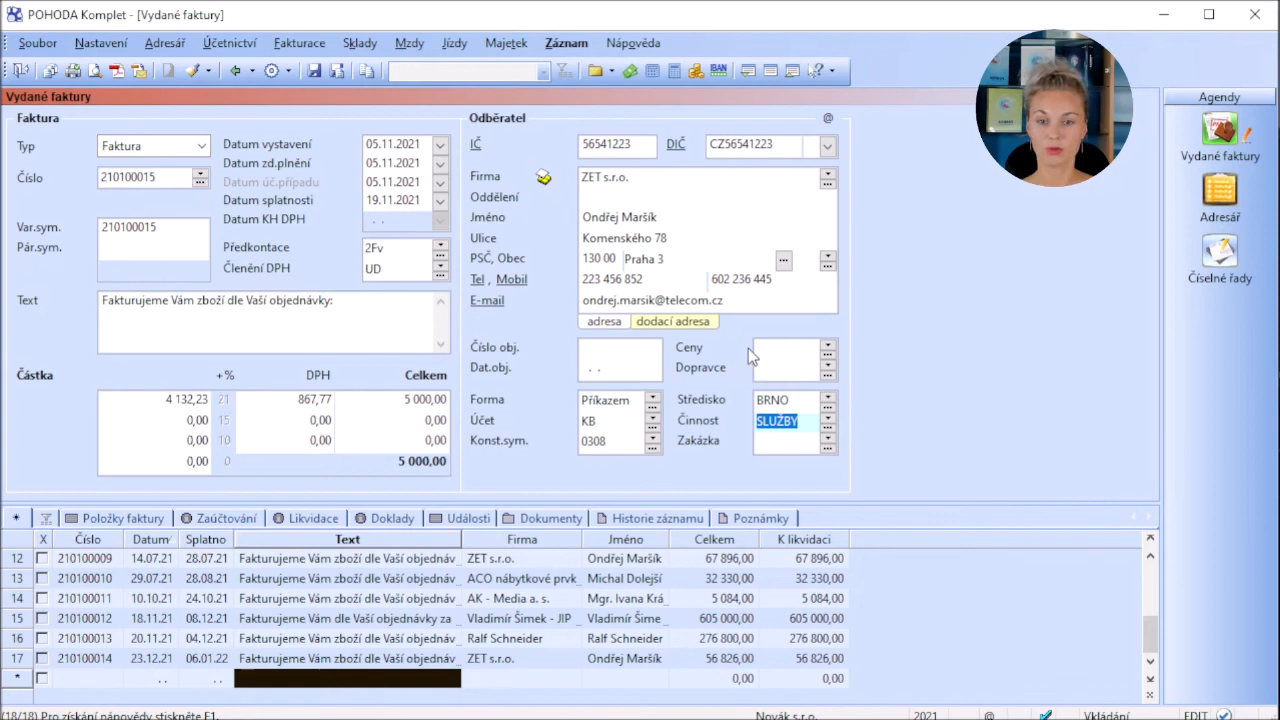 POHODA Komplet - [Vydané faktury]
Soubor Nastavení Adresář Účetnictví Fakturace Sklady Mzdy Jízdy Majetek Záznam Nápověda
IBAN
Vydané faktury
Agendy
Faktura
Odběratel @
Typ Faktura
Datum vystavení 05.11.2021
IČ 56541223 DIČ CZ56541223
Datum zd.plnění 05.11.2021
Číslo 210100015
Datum úč.případu 05.11.2021
Firma ZET s.r.o.
Datum splatnosti 19.11.2021
Oddělení
Datum KH DPH . .
Jméno Ondřej Maršík
Var.sym. 210100015
Ulice Komenského 78
Pár.sym.
Předkontace 2Fv
PSČ, Obec 130 00 Praha 3
Členění DPH UD
Tel , Mobil 223 456 852 602 236 445
Text Fakturujeme Vám zboží dle Vaší objednávky:
E-mail ondrej.marsik@telecom.cz
adresa dodací adresa
Číslo obj. Ceny
Dat.obj. . . Dopravce
Částka +% DPH Celkem
4 132,23 21 867,77 5 000,00
0,00 15 0,00 0,00
0,00 10 0,00 0,00
0,00 0 5 000,00
Forma Příkazem Středisko BRNO
Účet KB Činnost SLUŽBY
Konst.sym. 0308 Zakázka
Vydané faktury
Adresář
Číselné řady
* Položky faktury Zaúčtování Likvidace Doklady Události Dokumenty Historie záznamu Poznámky
X Číslo Datum Splatno Text Firma Jméno Celkem K likvidaci
12 210100009 14.07.21 28.07.21 Fakturujeme Vám zboží dle Vaší objednáv ZET s.r.o. Ondřej Maršík 67 896,00 67 896,00
13 210100010 29.07.21 28.08.21 Fakturujeme Vám zboží dle Vaší objednáv ACO nábytkové prvk Michal Dolejší 32 330,00 32 330,00
14 210100011 10.10.21 24.10.21 Fakturujeme Vám zboží dle Vaší objednáv AK - Media a. s. Mgr. Ivana Krá 5 084,00 5 084,00
15 210100012 18.11.21 08.12.21 Fakturujeme Vám dle Vaší objednávky za Vladimír Šimek - JIP Vladimír Šime 605 000,00 605 000,00
16 210100013 20.11.21 04.12.21 Fakturujeme Vám zboží dle Vaší objednáv Ralf Schneider Ralf Schneider 276 800,00 276 800,00
17 210100014 23.12.21 06.01.22 Fakturujeme Vám zboží dle Vaší objednáv ZET s.r.o. Ondřej Maršík 56 826,00 56 826,00
* . . . . 0,00 0,00
(18/18) Pro získání nápovědy stiskněte F1. Novák s.r.o. 2021 @ Vkládání EDIT